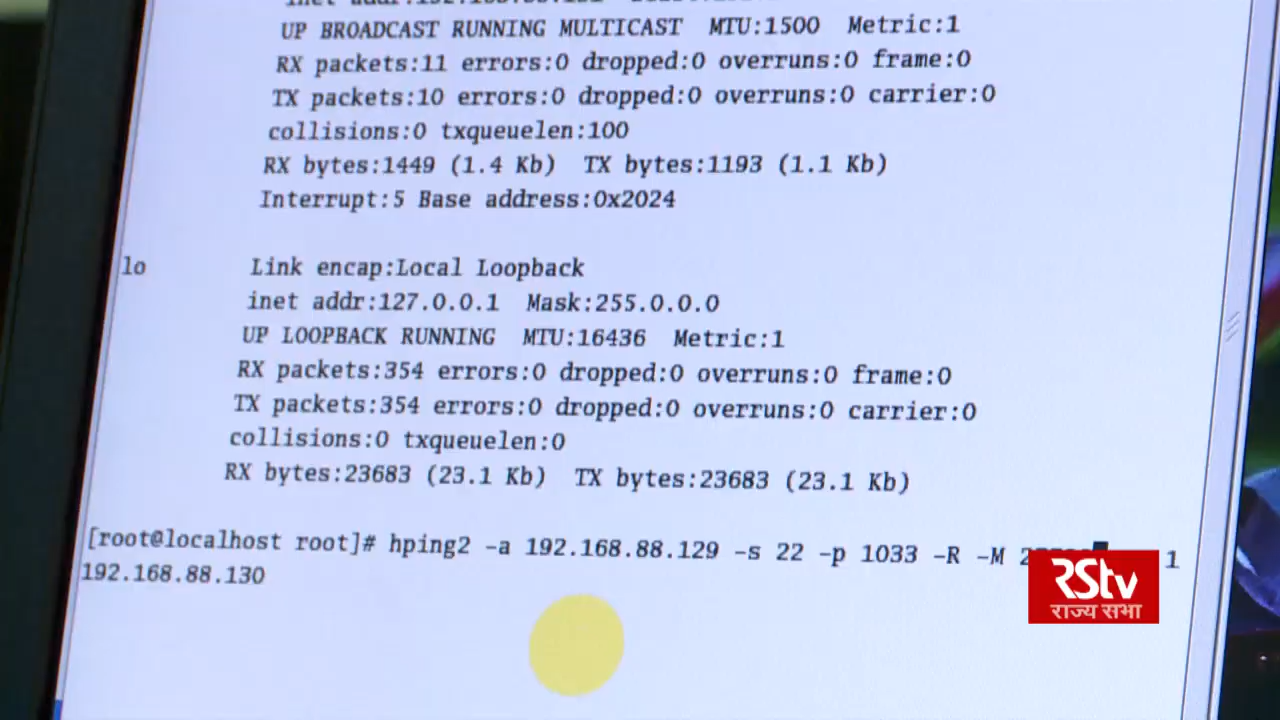 UP BROADCAST RUNNING MULTICAST MTU:1500 Metric:1
RX packets:11 errors:0 dropped:0 overruns:0 frame:0
TX packets:10 errors:0 dropped:0 overruns:0 carrier:0
collisions:0 txqueuelen:100
RX bytes:1449 (1.4 Kb) TX bytes:1193 (1.1 Kb)
Interrupt:5 Base address:0x2024
lo Link encap:Local Loopback
inet addr:127.0.0.1 Mask:255.0.0.0
UP LOOPBACK RUNNING MTU:16436 Metric:1
RX packets:354 errors:0 dropped:0 overruns:0 frame:0
TX packets:354 errors:0 dropped:0 overruns:0 carrier:0
collisions:0 txqueuelen:0
RX bytes:23683 (23.1 Kb) TX bytes:23683 (23.1 Kb)
[root@localhost root]# hping2 -a 192.168.88.129 -s 22 -p 1033 -R -M 1
192.168.88.130
RStv
राज्य सभा